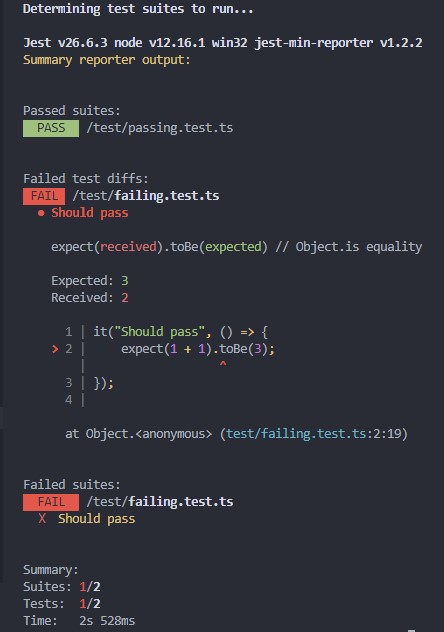 Determining test suites to run...
Jest v26.6.3 node v12.16.1 win32 jest-min-reporter v1.2.2
Summary reporter output:
Passed suites:
PASS /test/passing.test.ts
Failed test diffs:
FAIL /test/failing.test.ts
● Should pass
expect(received).toBe(expected) // Object.is equality
Expected: 3
Received: 2
1 | it("Should pass", () => {
> 2 |     expect(1 + 1).toBe(3);
|                   ^
3 | });
4 |
at Object.<anonymous> (test/failing.test.ts:2:19)
Failed suites:
FAIL /test/failing.test.ts
X Should pass
Summary:
Suites: 1/2
Tests: 1/2
Time: 2s 528ms